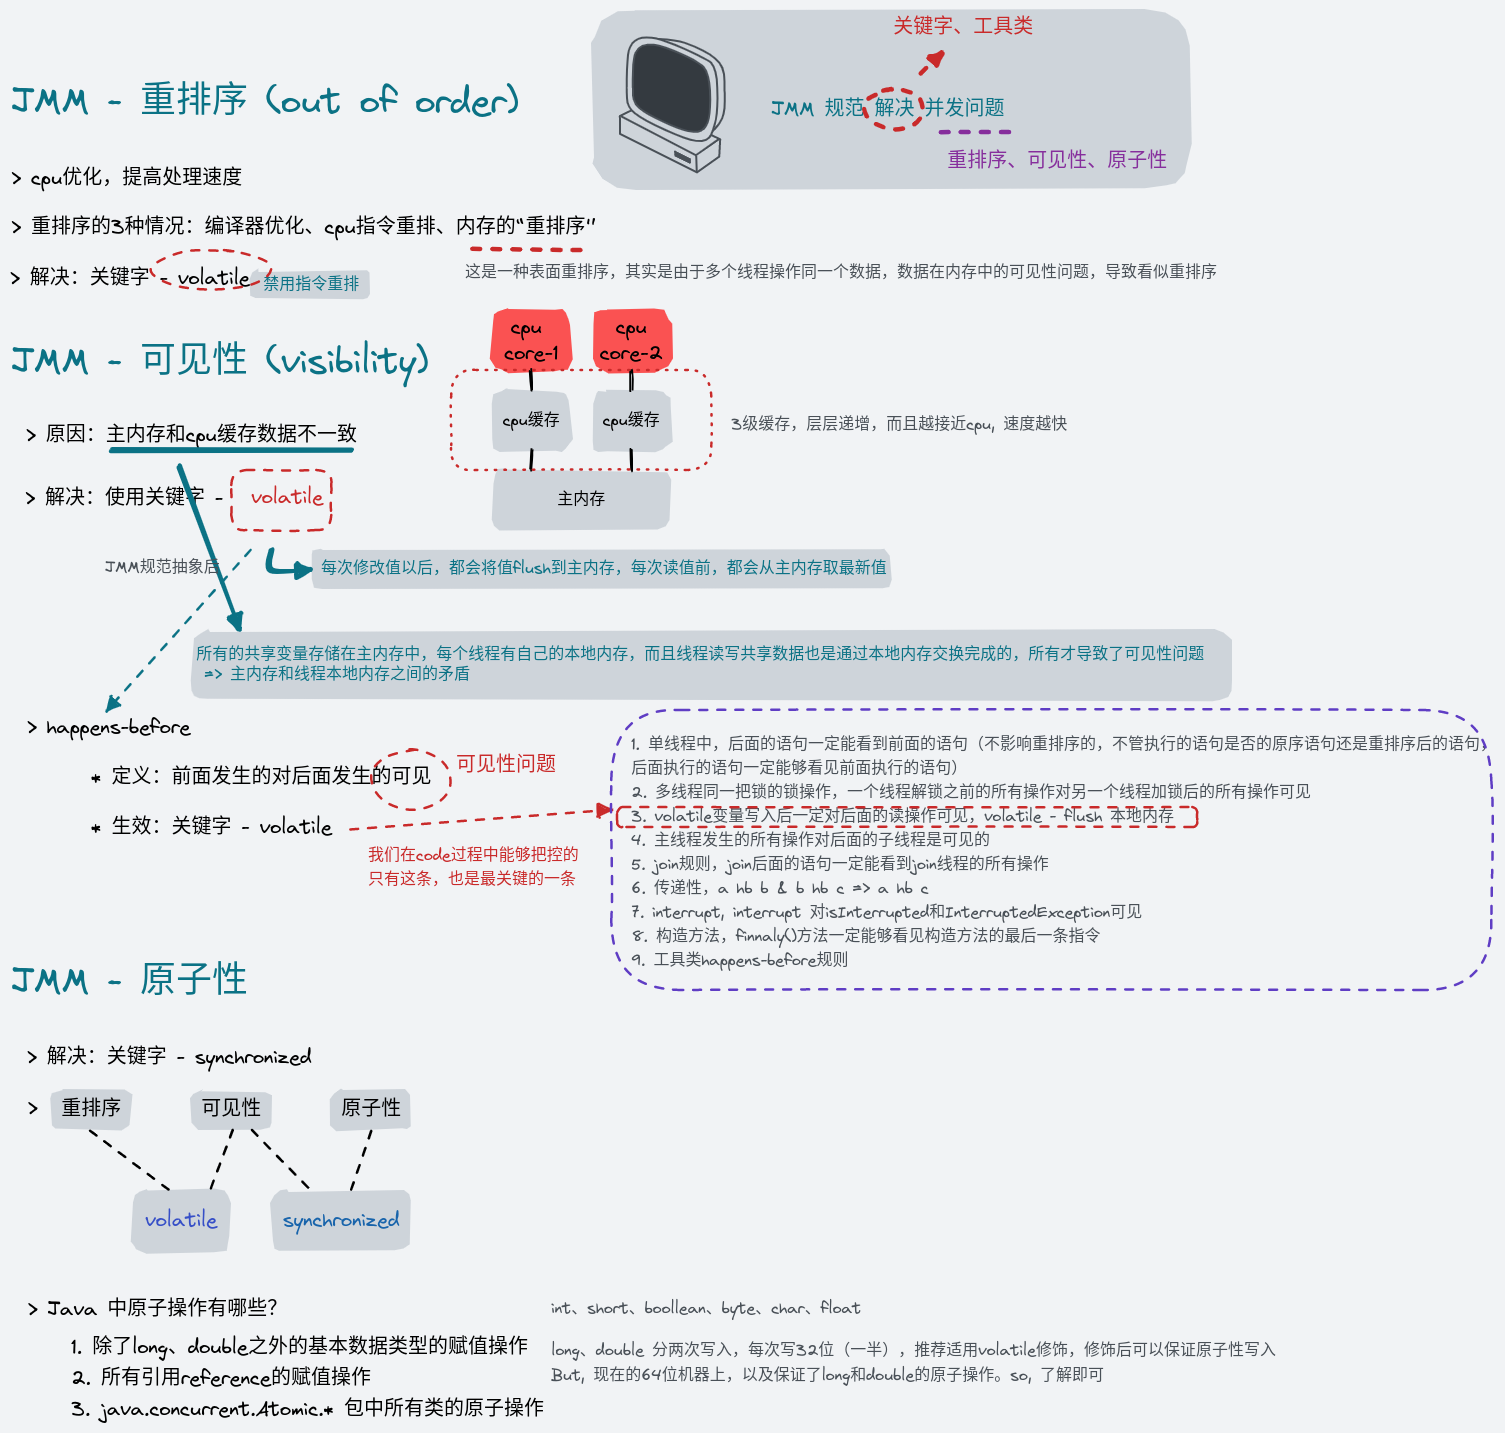 关键字、工具类
JMM 规范 解决 并发问题
重排序、可见性、原子性
JMM - 重排序 (out of order)
> cpu优化，提高处理速度
> 重排序的3种情况：编译器优化、cpu指令重排、内存的“重排序”
这是一种表面重排序，其实是由于多个线程操作同一个数据，数据在内存中的可见性问题，导致看似重排序
> 解决：关键字 - volatile
禁用指令重排
JMM - 可见性 (visibility)
cpu
core-1
cpu
core-2
cpu缓存
cpu缓存
主内存
3级缓存，层层递增，而且越接近cpu, 速度越快
> 原因：主内存和cpu缓存数据不一致
> 解决：使用关键字 - volatile
JMM规范抽象后
每次修改值以后，都会将值flush到主内存，每次读值前，都会从主内存取最新值
所有的共享变量存储在主内存中，每个线程有自己的本地内存，而且线程读写共享数据也是通过本地内存交换完成的，所有才导致了可见性问题
=> 主内存和线程本地内存之间的矛盾
> happens-before
* 定义：前面发生的对后面发生的可见
可见性问题
* 生效：关键字 - volatile
我们在code过程中能够把控的
只有这条，也是最关键的一条
1. 单线程中，后面的语句一定能看到前面的语句（不影响重排序的，不管执行的语句是否的原序语句还是重排序后的语句，
后面执行的语句一定能够看见前面执行的语句）
2. 多线程同一把锁的锁操作，一个线程解锁之前的所有操作对另一个线程加锁后的所有操作可见
3. volatile变量写入后一定对后面的读操作可见，volatile - flush 本地内存
4. 主线程发生的所有操作对后面的子线程是可见的
5. join规则，join后面的语句一定能看到join线程的所有操作
6. 传递性，a hb b & b hb c => a hb c
7. interrupt, interrupt 对isInterrupted和InterruptedException可见
8. 构造方法，finnaly()方法一定能够看见构造方法的最后一条指令
9. 工具类happens-before规则
JMM - 原子性
> 解决：关键字 - synchronized
> 重排序 可见性 原子性
volatile synchronized
> Java 中原子操作有哪些？
1. 除了long、double之外的基本数据类型的赋值操作
2. 所有引用reference的赋值操作
3. java.concurrent.Atomic.* 包中所有类的原子操作
int、short、boollean、byte、char、float
long、double 分两次写入，每次写32位（一半），推荐适用volatile修饰，修饰后可以保证原子性写入
But, 现在的64位机器上，以及保证了long和double的原子操作。so, 了解即可